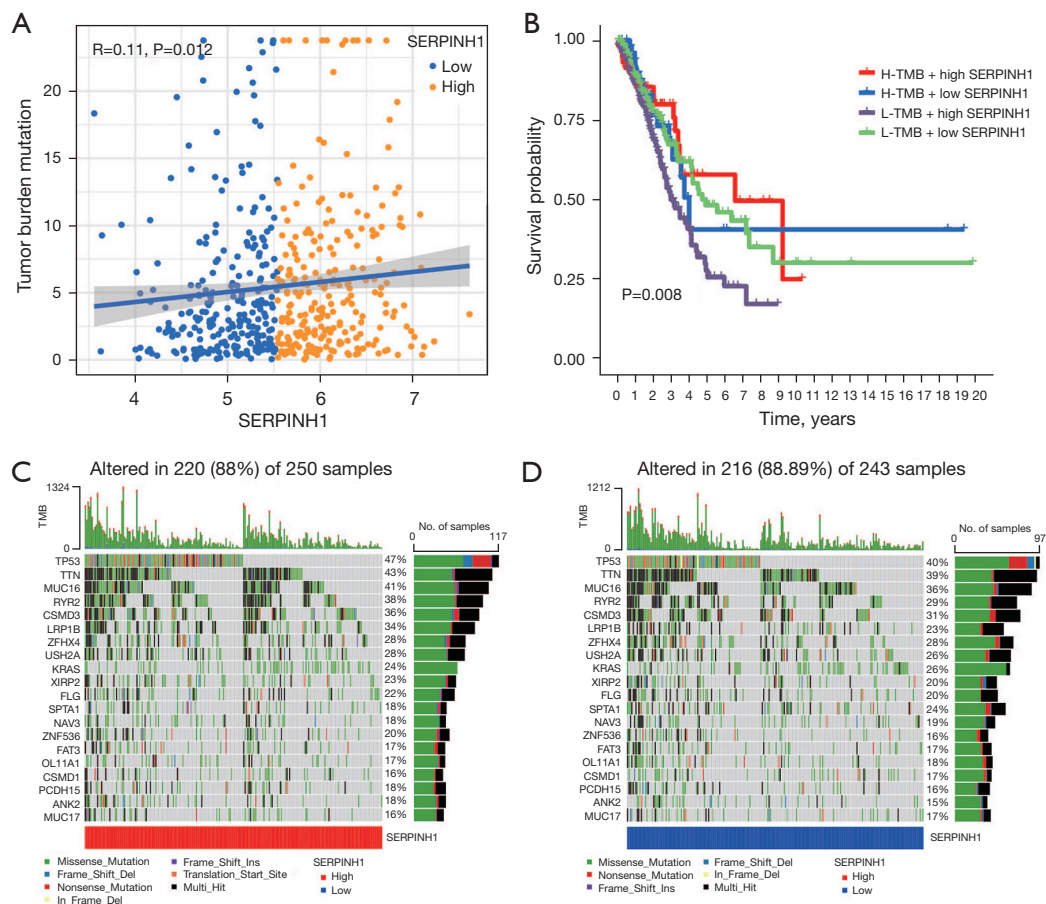 A
R=0.11, P=0.012
SERPINH1
Low
High
Tumor burden mutation
20
15
10
5
0
4 5 6 7
SERPINH1
B
1.00
0.75
0.50
0.25
0.00
Survival probability
H-TMB + high SERPINH1
H-TMB + low SERPINH1
L-TMB + high SERPINH1
L-TMB + low SERPINH1
P=0.008
0 1 2 3 4 5 6 7 8 9 10 11 12 13 14 15 16 17 18 19 20
Time, years
C
Altered in 220 (88%) of 250 samples
1324
TMB
0
No. of samples
0 117
TP53 47%
TTN 43%
MUC16 41%
RYR2 38%
CSMD3 36%
LRP1B 34%
ZFHX4 28%
USH2A 28%
KRAS 24%
XIRP2 23%
FLG 22%
SPTA1 18%
NAV3 18%
ZNF536 20%
FAT3 17%
OL11A1 17%
CSMD1 16%
PCDH15 18%
ANK2 18%
MUC17 16%
SERPINH1
Missense_Mutation
Frame_Shift_Del
Nonsense_Mutation
In_Frame_Del
Frame_Shift_Ins
Translation_Start_Site
Multi_Hit
SERPINH1
High
Low
D
Altered in 216 (88.89%) of 243 samples
1212
TMB
0
No. of samples
0 97
TP53 40%
TTN 39%
MUC16 36%
RYR2 29%
CSMD3 31%
LRP1B 23%
ZFHX4 28%
USH2A 26%
KRAS 26%
XIRP2 20%
FLG 20%
SPTA1 24%
NAV3 19%
ZNF536 16%
FAT3 17%
OL11A1 18%
CSMD1 17%
PCDH15 16%
ANK2 15%
MUC17 17%
SERPINH1
Missense_Mutation
Nonsense_Mutation
Frame_Shift_Ins
Frame_Shift_Del
In_Frame_Del
Multi_Hit
SERPINH1
High
Low